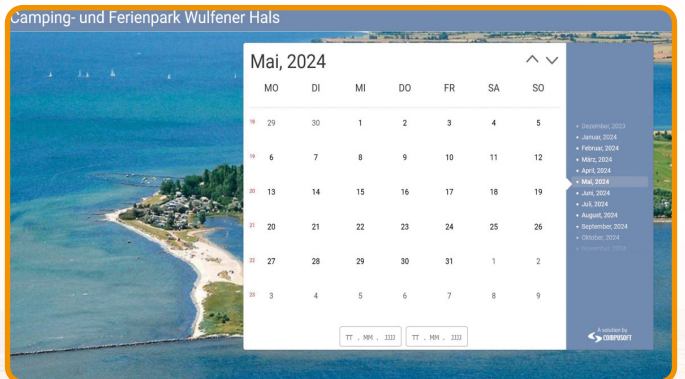 Camping- und Ferienpark Wulfener Hals
Mai, 2024
MO DI MI DO FR SA SO
18 29 30 1 2 3 4 5
19 6 7 8 9 10 11 12
20 13 14 15 16 17 18 19
21 20 21 22 23 24 25 26
22 27 28 29 30 31 1 2
23 3 4 5 6 7 8 9
TT . MM . JJJJ TT . MM . JJJJ
Dezember, 2023
Januar, 2024
Februar, 2024
März, 2024
April, 2024
Mai, 2024
Juni, 2024
Juli, 2024
August, 2024
September, 2024
Oktober, 2024
November, 2024
A solution by
COMPUSOFT